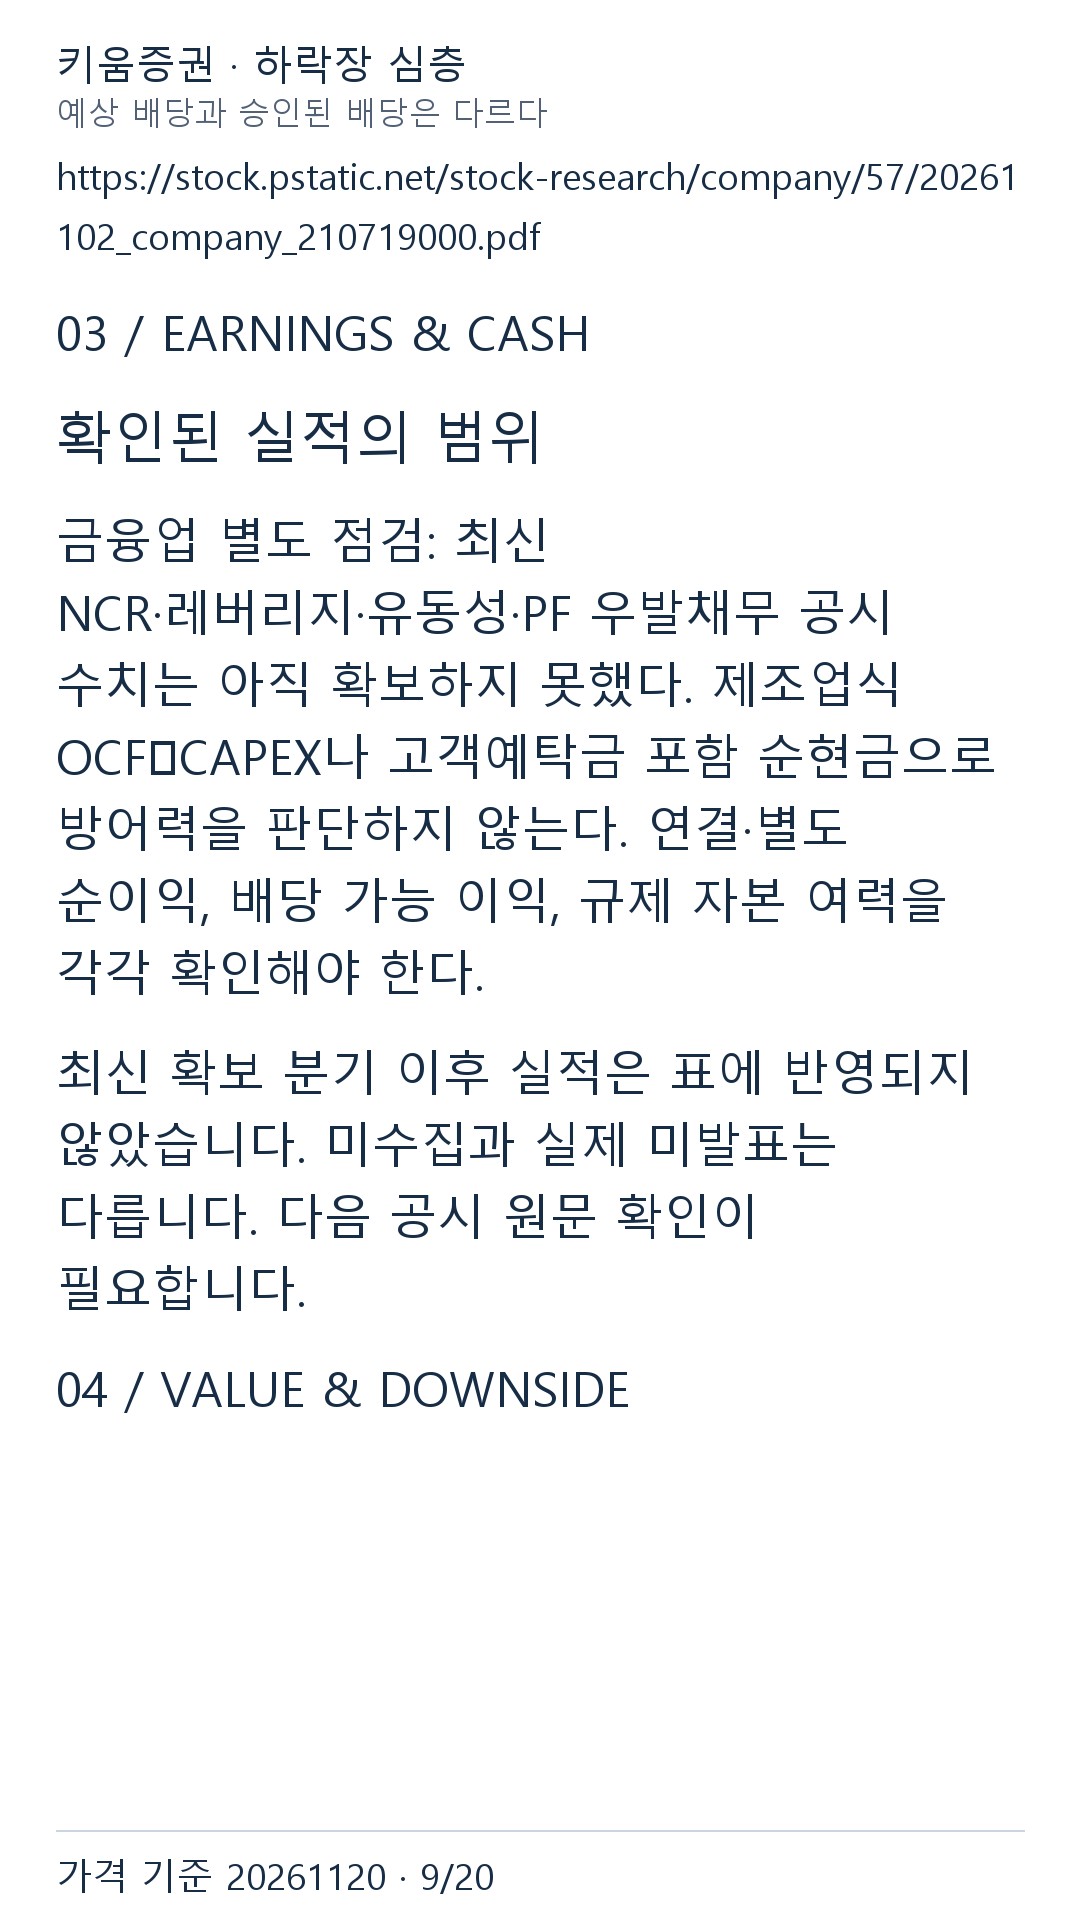 키움증권 · 하락장 심층
예상 배당과 승인된 배당은 다르다
https://stock.pstatic.net/stock-research/company/57/20261
102_company_210719000.pdf
03 / EARNINGS & CASH
확인된 실적의 범위
금융업 별도 점검: 최신
NCR·레버리지·유동성·PF 우발채무 공시
수치는 아직 확보하지 못했다. 제조업식
OCF□CAPEX나 고객예탁금 포함 순현금으로
방어력을 판단하지 않는다. 연결·별도
순이익, 배당 가능 이익, 규제 자본 여력을
각각 확인해야 한다.
최신 확보 분기 이후 실적은 표에 반영되지
않았습니다. 미수집과 실제 미발표는
다릅니다. 다음 공시 원문 확인이
필요합니다.
04 / VALUE & DOWNSIDE
가격 기준 20261120 · 9/20